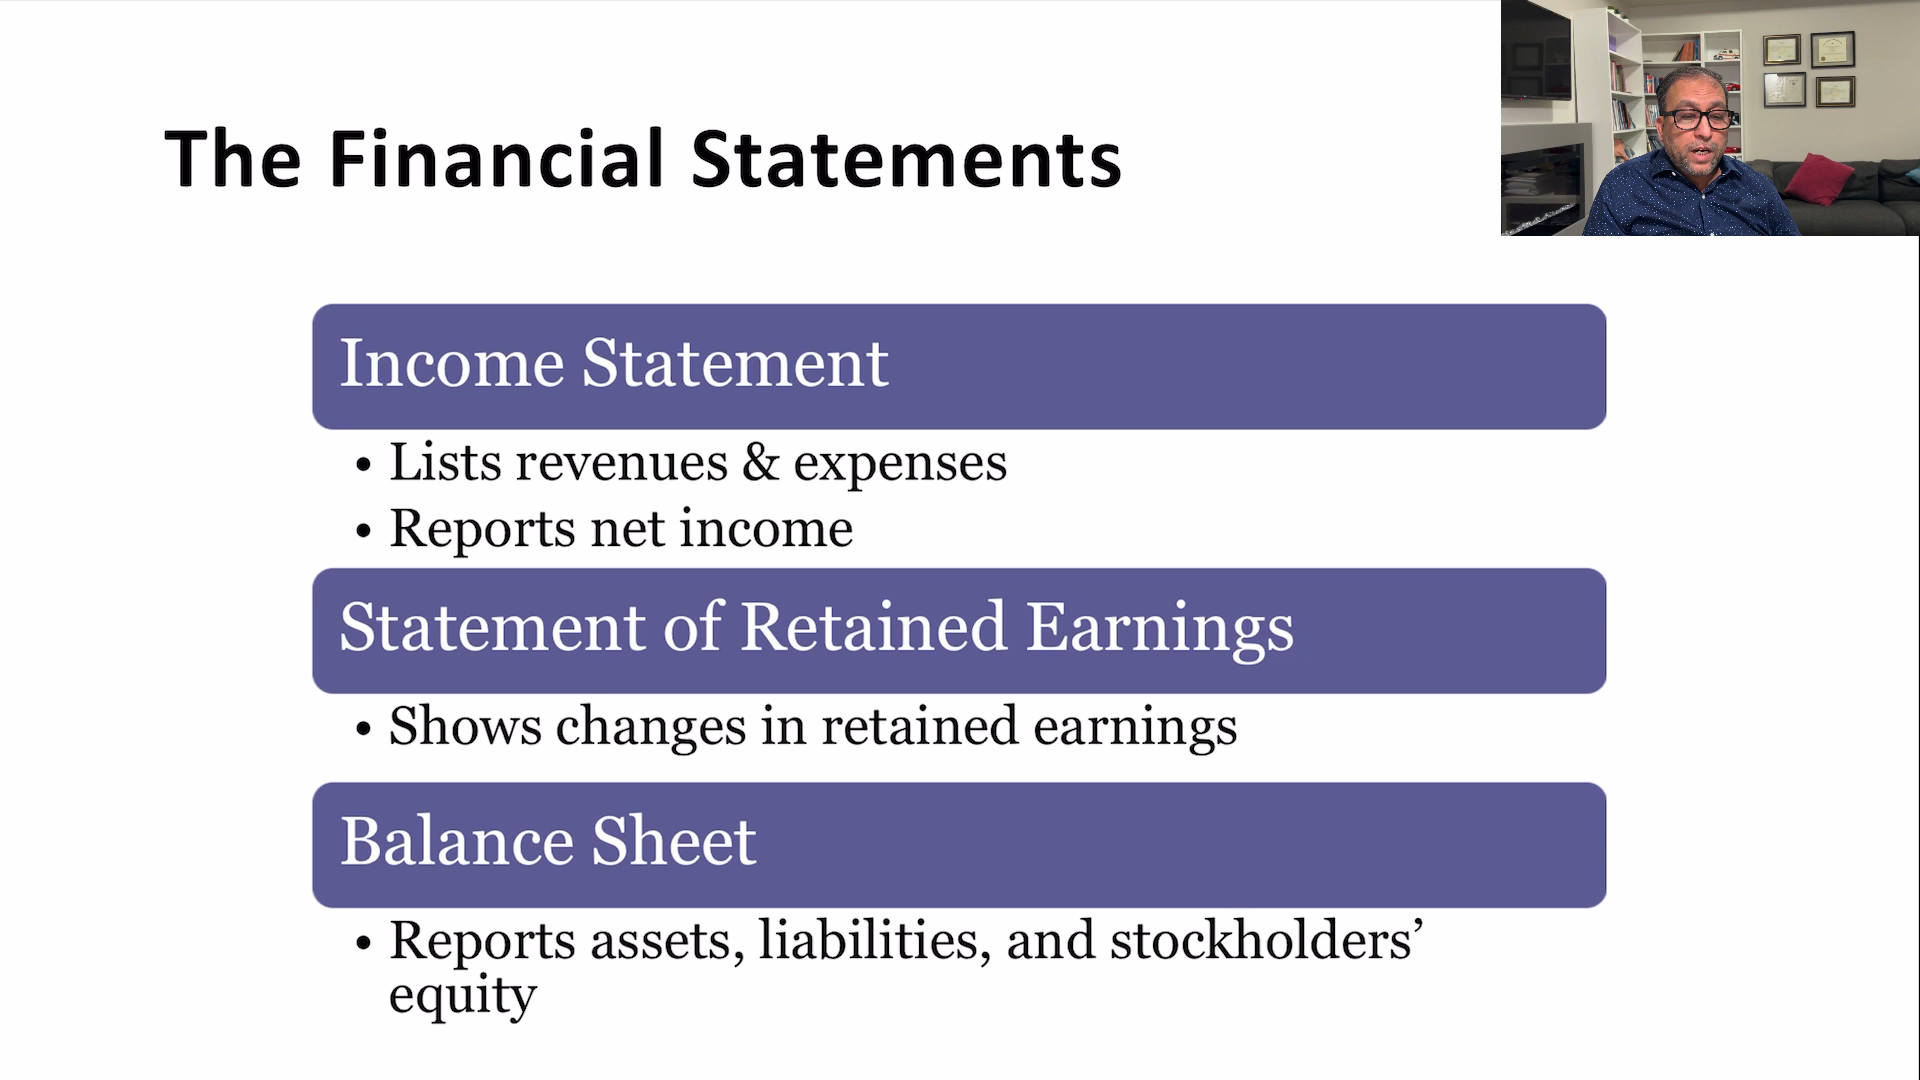 The Financial Statements
Income Statement
• Lists revenues & expenses
• Reports net income
Statement of Retained Earnings
• Shows changes in retained earnings
Balance Sheet
• Reports assets, liabilities, and stockholders’
equity